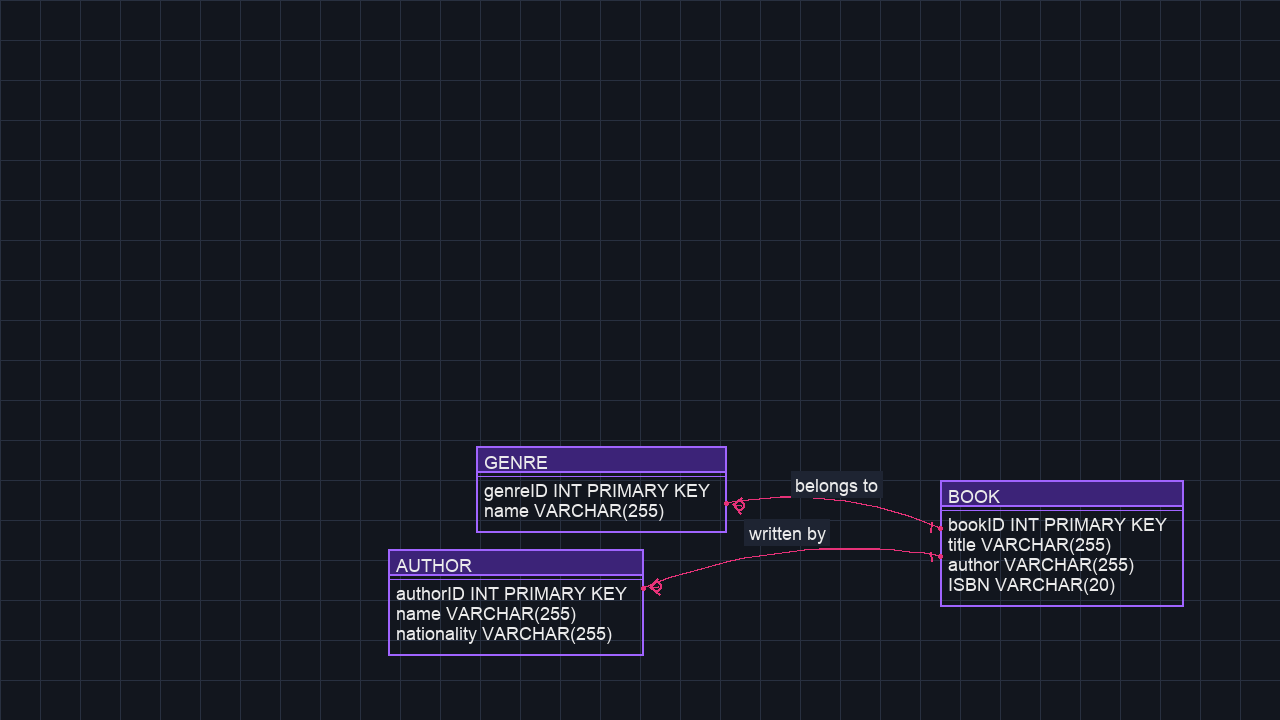 GENRE
genreID INT PRIMARY KEY
name VARCHAR(255)
belongs to
BOOK
bookID INT PRIMARY KEY
title VARCHAR(255)
author VARCHAR(255)
ISBN VARCHAR(20)
written by
AUTHOR
authorID INT PRIMARY KEY
name VARCHAR(255)
nationality VARCHAR(255)